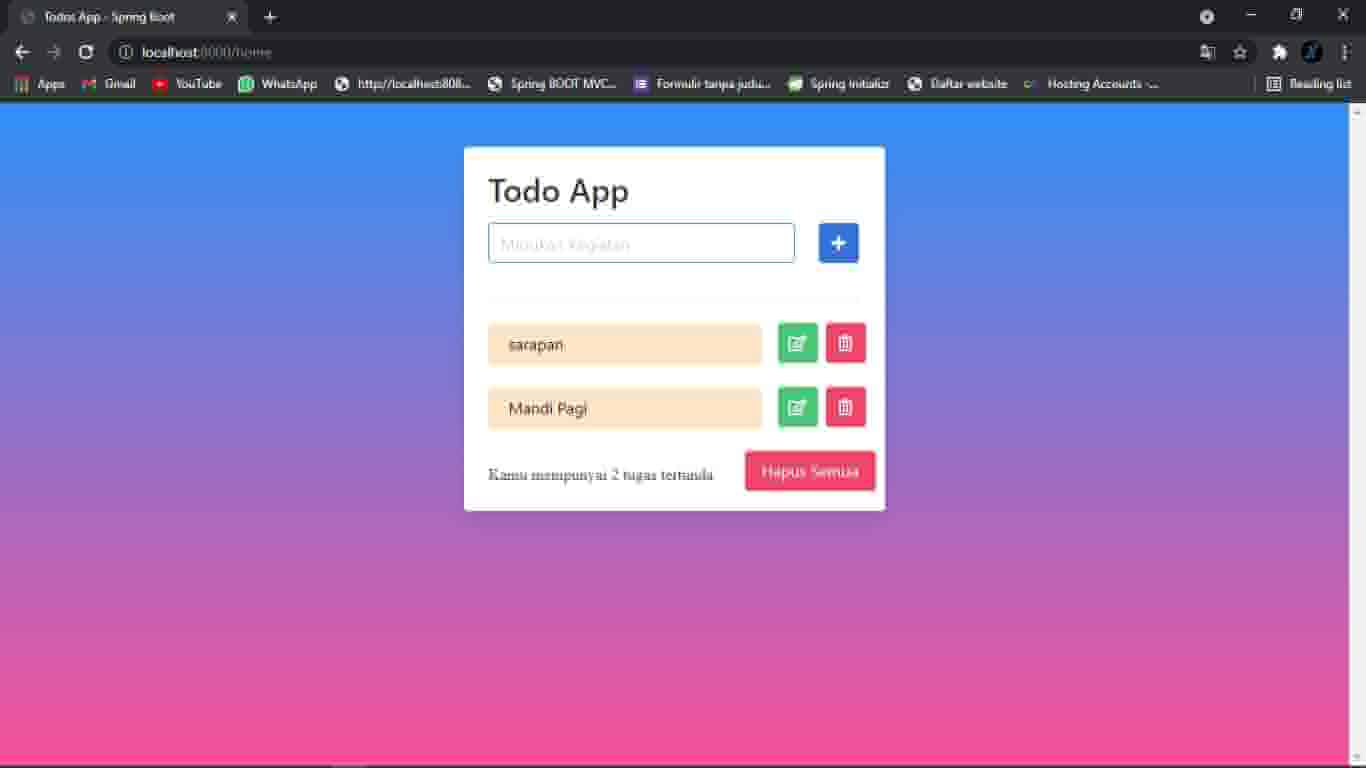 Todos App - Spring Boot
localhost:8000/home
Apps Gmail YouTube WhatsApp http://localhost:808... Spring BOOT MVC... Formulir tanpa judu... Spring Initializr Daftar website Hosting Accounts -... Reading list
Todo App
Masukan Kegiatan
sarapan
Mandi Pagi
Kamu mempunyai 2 tugas tertunda
Hapus Semua